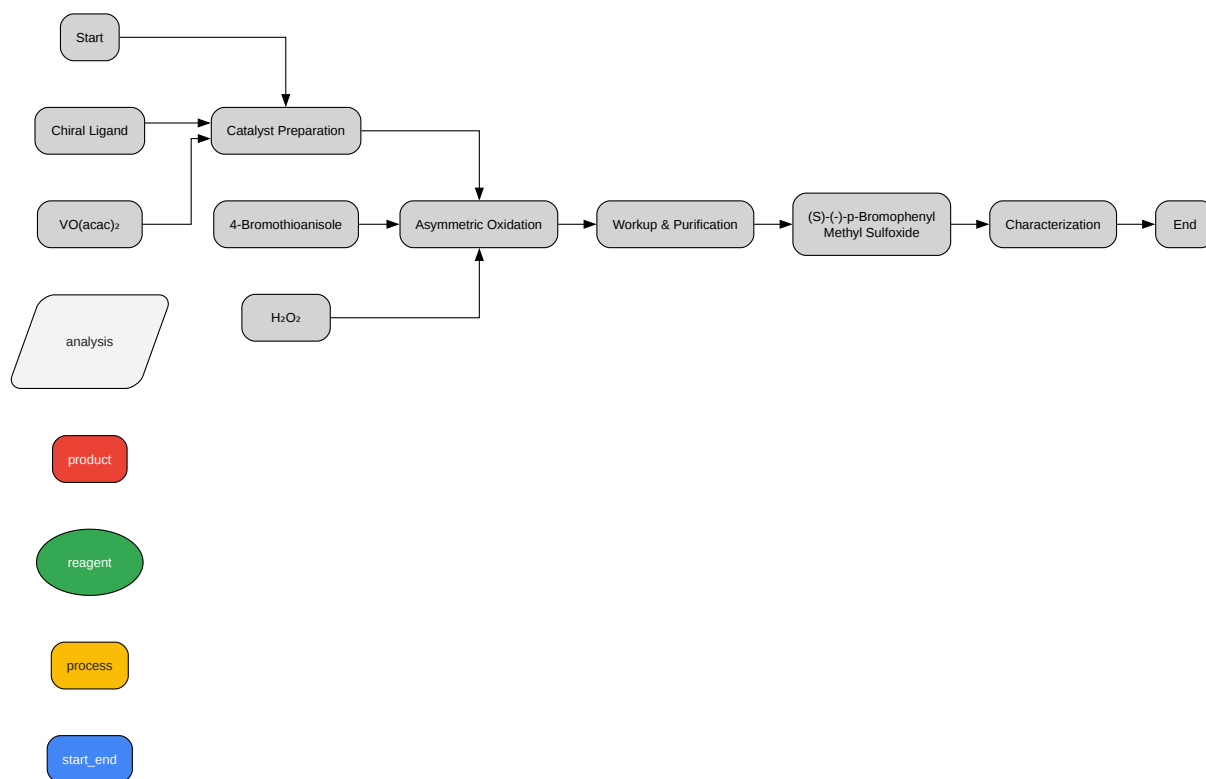 Start
Chiral Ligand
Catalyst Preparation
VO(acac)₂
4-Bromothioanisole
Asymmetric Oxidation
Workup & Purification
(S)-(-)-p-Bromophenyl
Methyl Sulfoxide
Characterization
End
H₂O₂
analysis
product
reagent
process
start_end